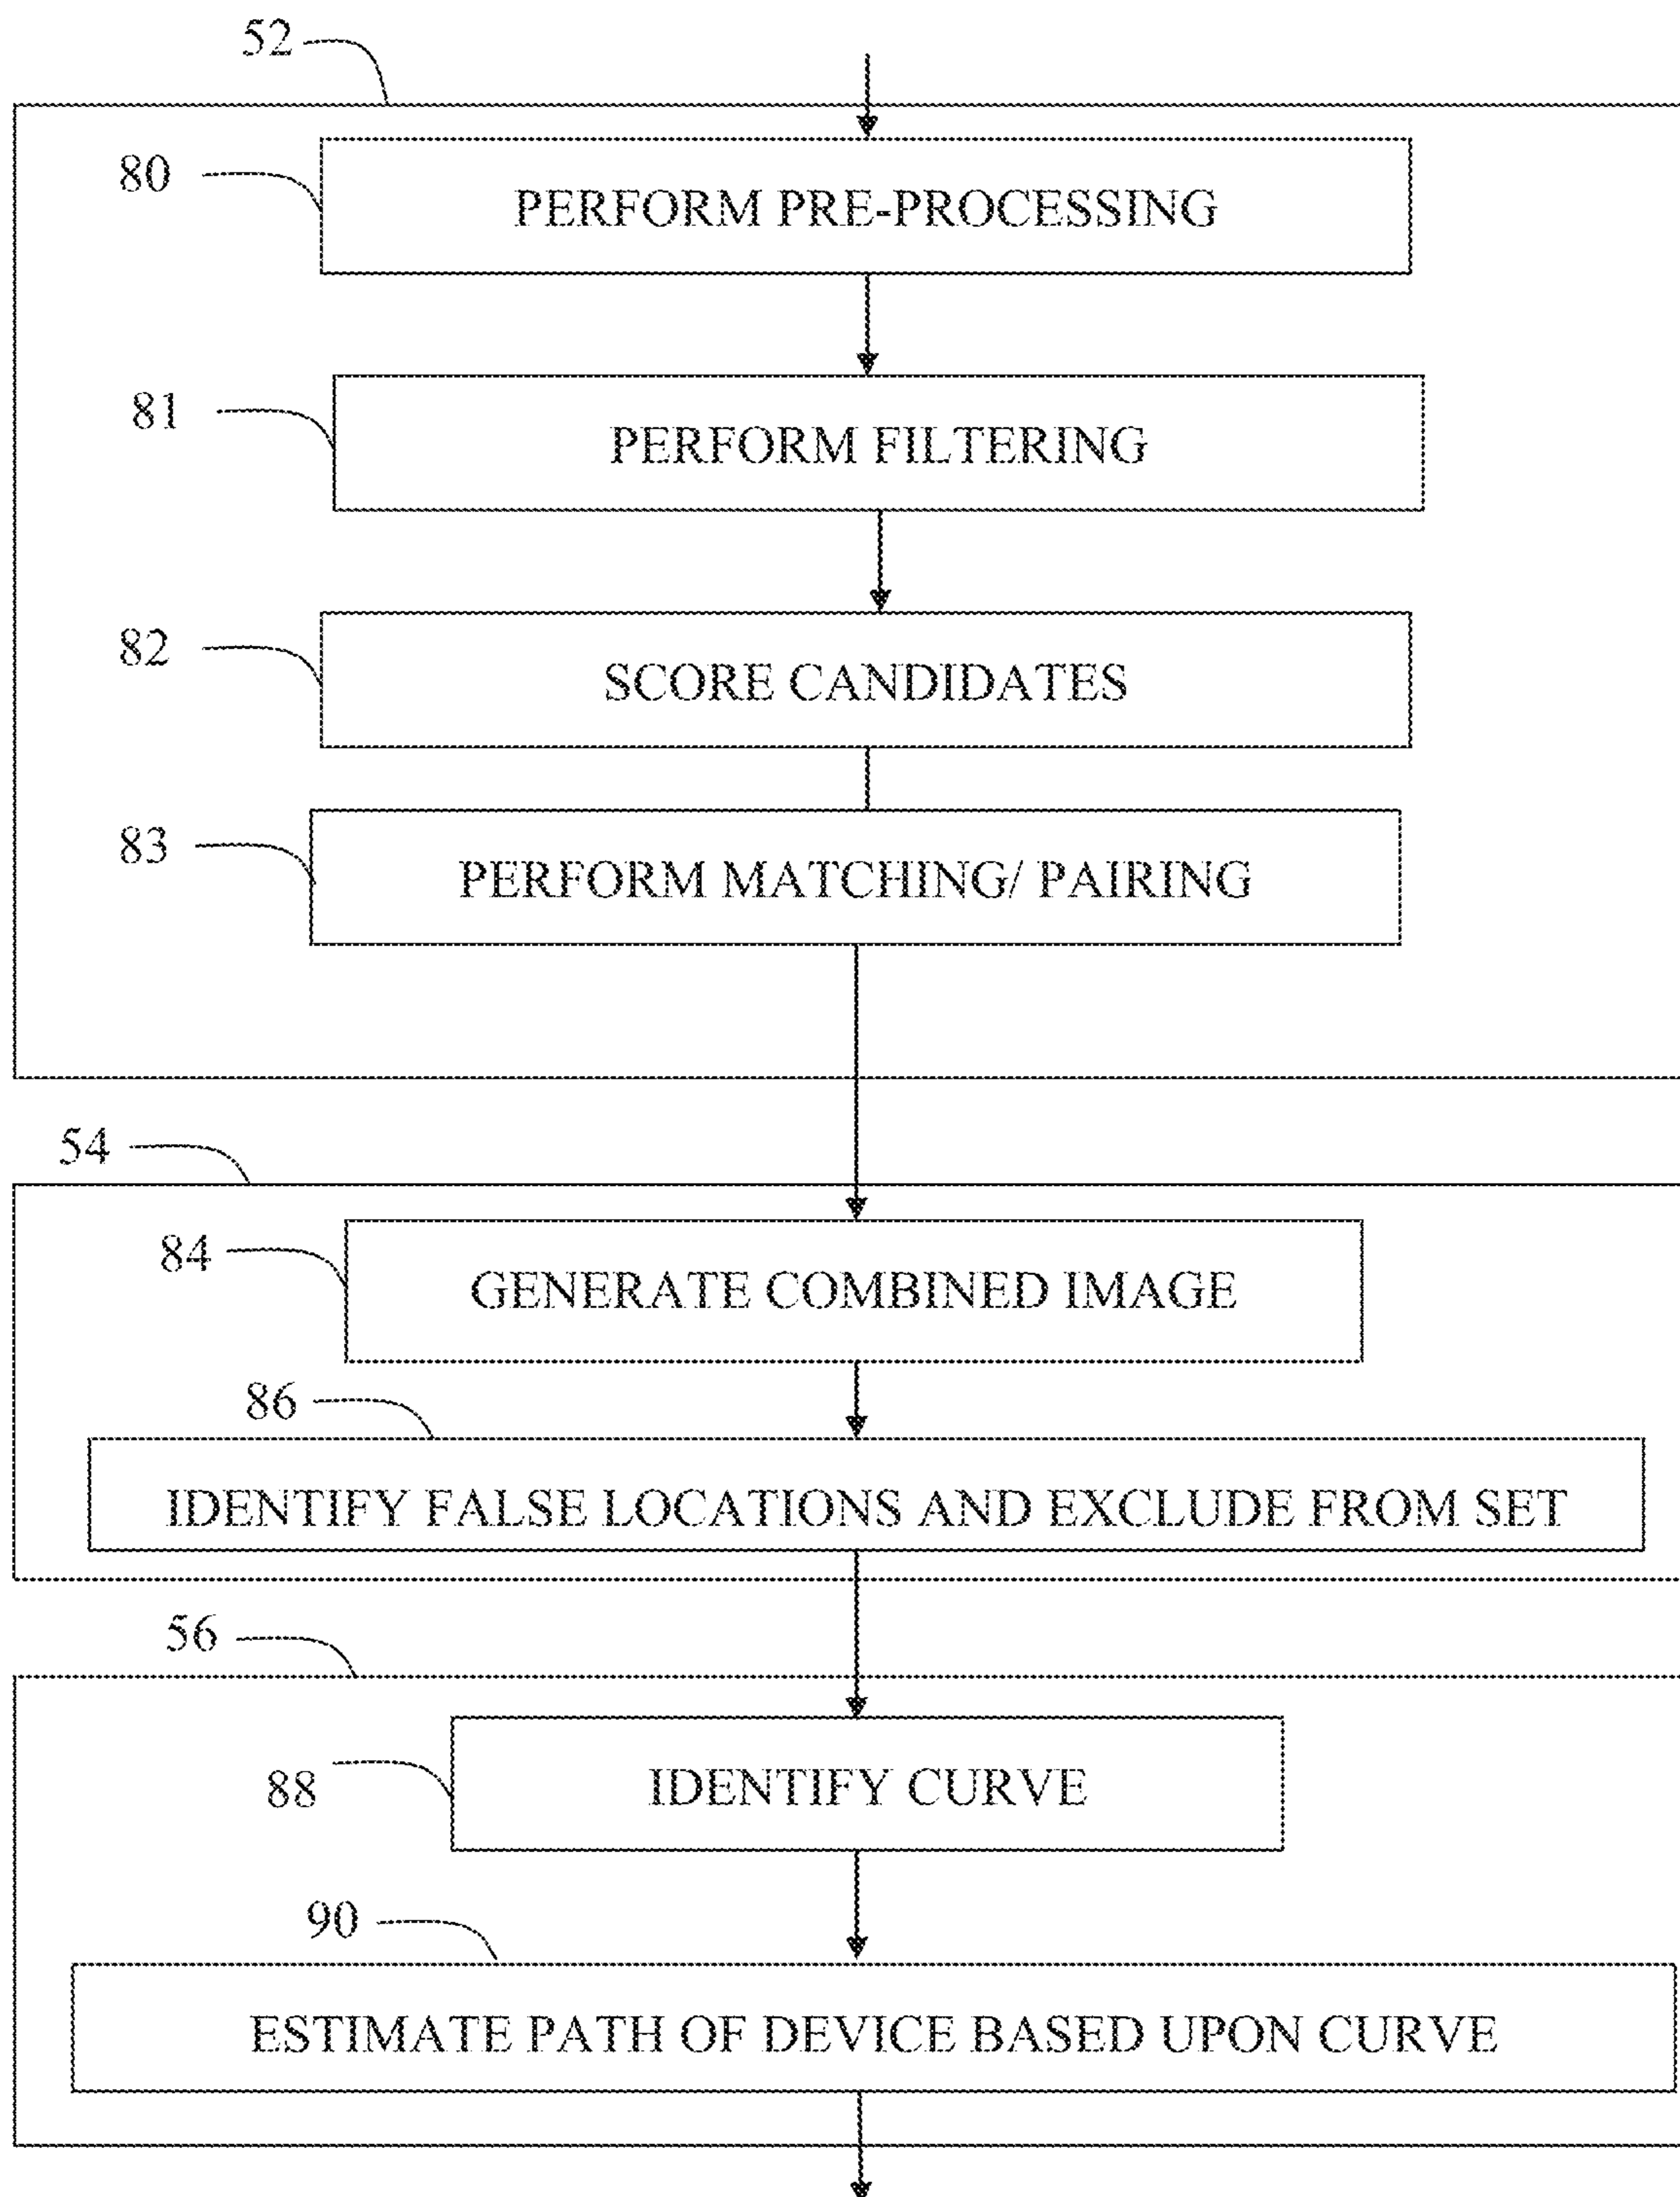 52
80
PERFORM PRE-PROCESSING
81
PERFORM FILTERING
82
SCORE CANDIDATES
83
PERFORM MATCHING/ PAIRING
54
84
GENERATE COMBINED IMAGE
86
IDENTIFY FALSE LOCATIONS AND EXCLUDE FROM SET
56
88
IDENTIFY CURVE
90
ESTIMATE PATH OF DEVICE BASED UPON CURVE